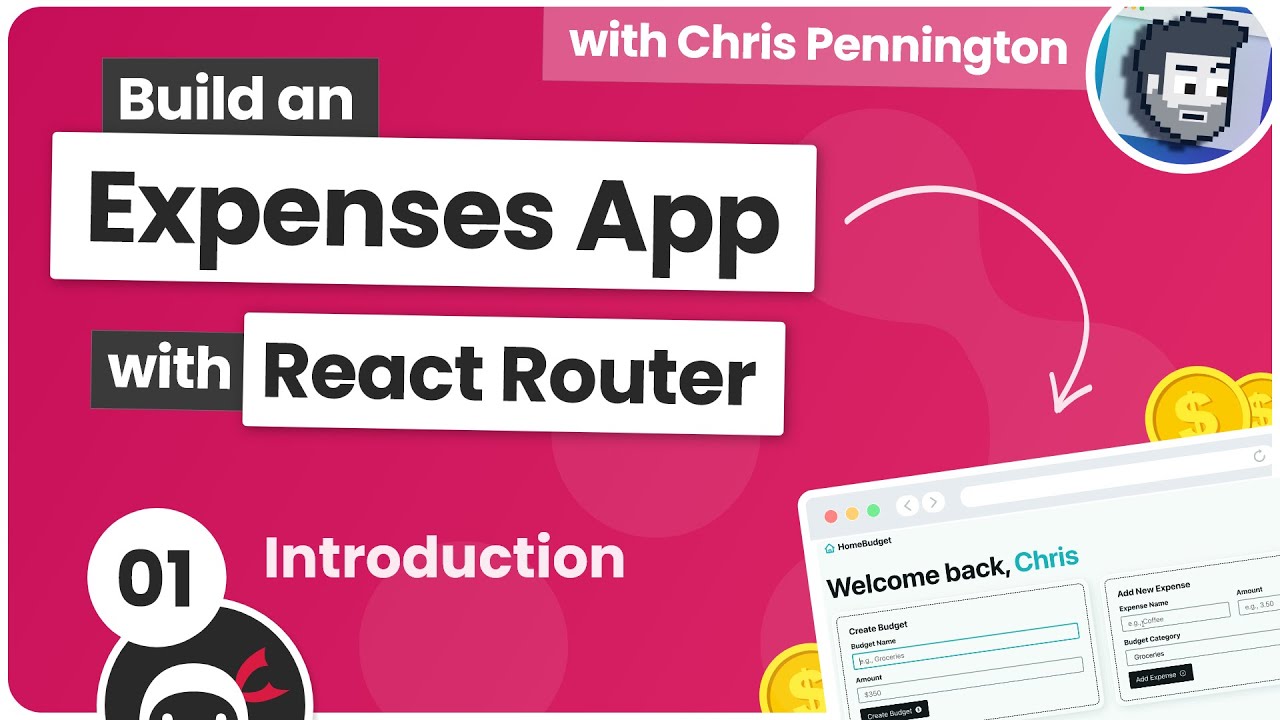 with Chris Pennington
Build an
Expenses App
with React Router
01
Introduction
HomeBudget
Welcome back, Chris
Create Budget
Budget Name
e.g., Groceries
Amount
$350
Create Budget
Add New Expense
Expense Name
Amount
e.g., Coffee
e.g., 3.50
Budget Category
Groceries
Add Expense
$
$